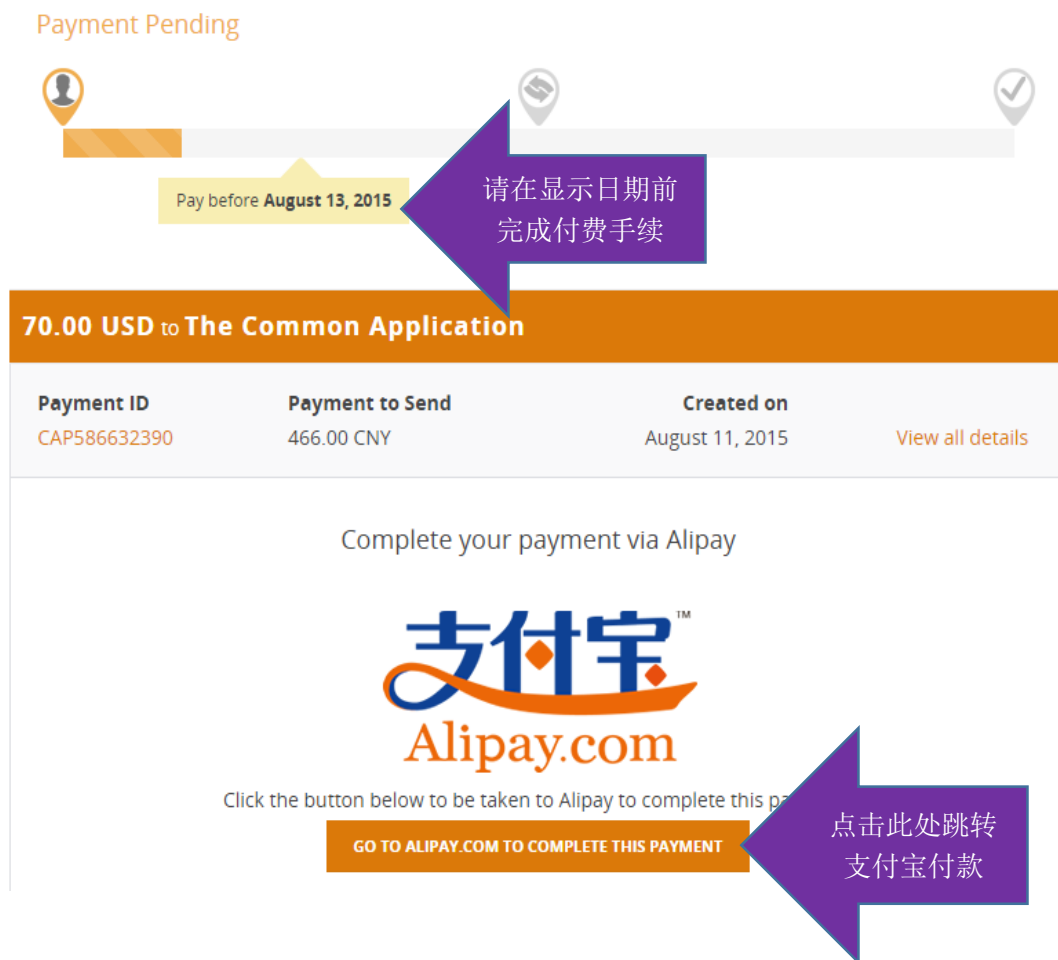 Payment Pending
Pay before August 13, 2015
请在显示日期前
完成付费手续
70.00 USD to The Common Application
Payment ID
Payment to Send
Created on
CAP586632390
466.00 CNY
August 11, 2015
View all details
Complete your payment via Alipay
支付宝™
Alipay.com
Click the button below to be taken to Alipay to complete this
GO TO ALIPAY.COM TO COMPLETE THIS PAYMENT
点击此处跳转
支付宝付款